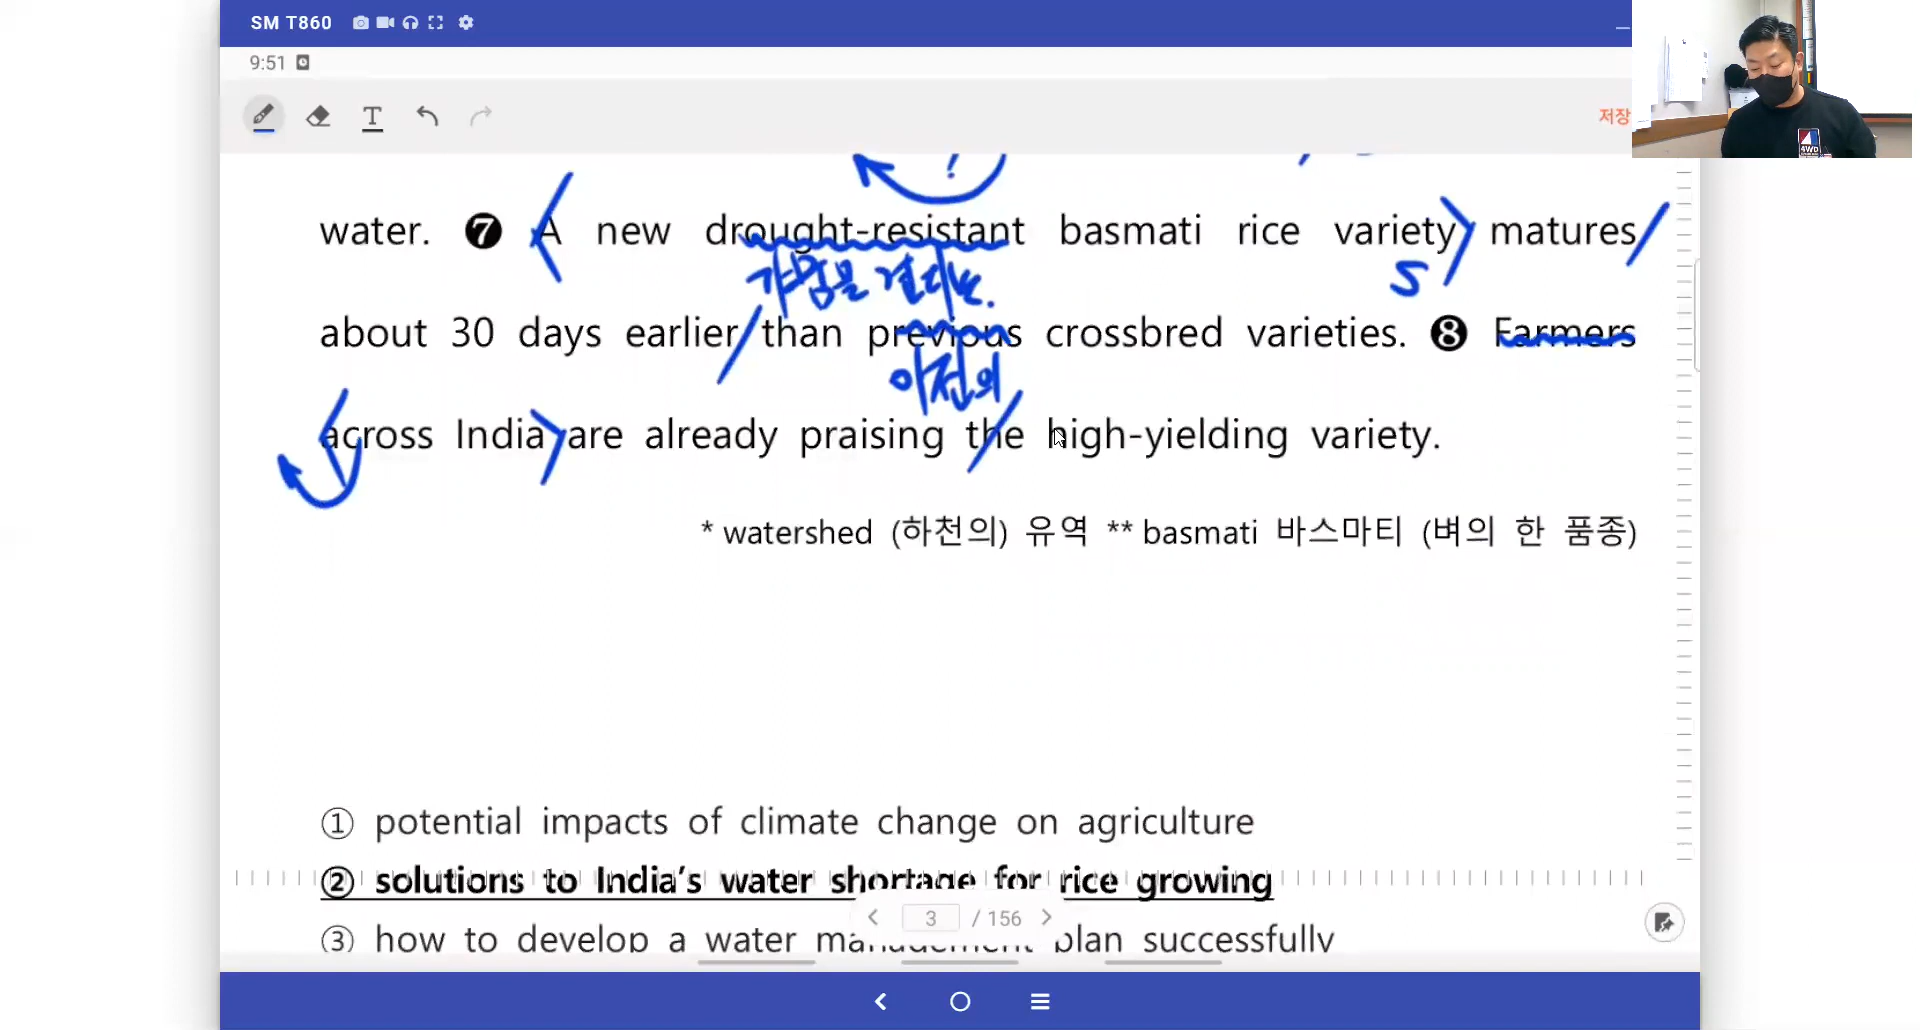 SM T860
9:51
저장
water. ❼ A new drought-resistant basmati rice variety matures
가뭄을 견디는.
S
about 30 days earlier than previous crossbred varieties. ❽ Farmers
이전의
across India are already praising the high-yielding variety.
* watershed (하천의) 유역 ** basmati 바스마티 (벼의 한 품종)
① potential impacts of climate change on agriculture
② solutions to India's water shortage for rice growing
③ how to develop a water management plan successfully
3 / 156
4WD